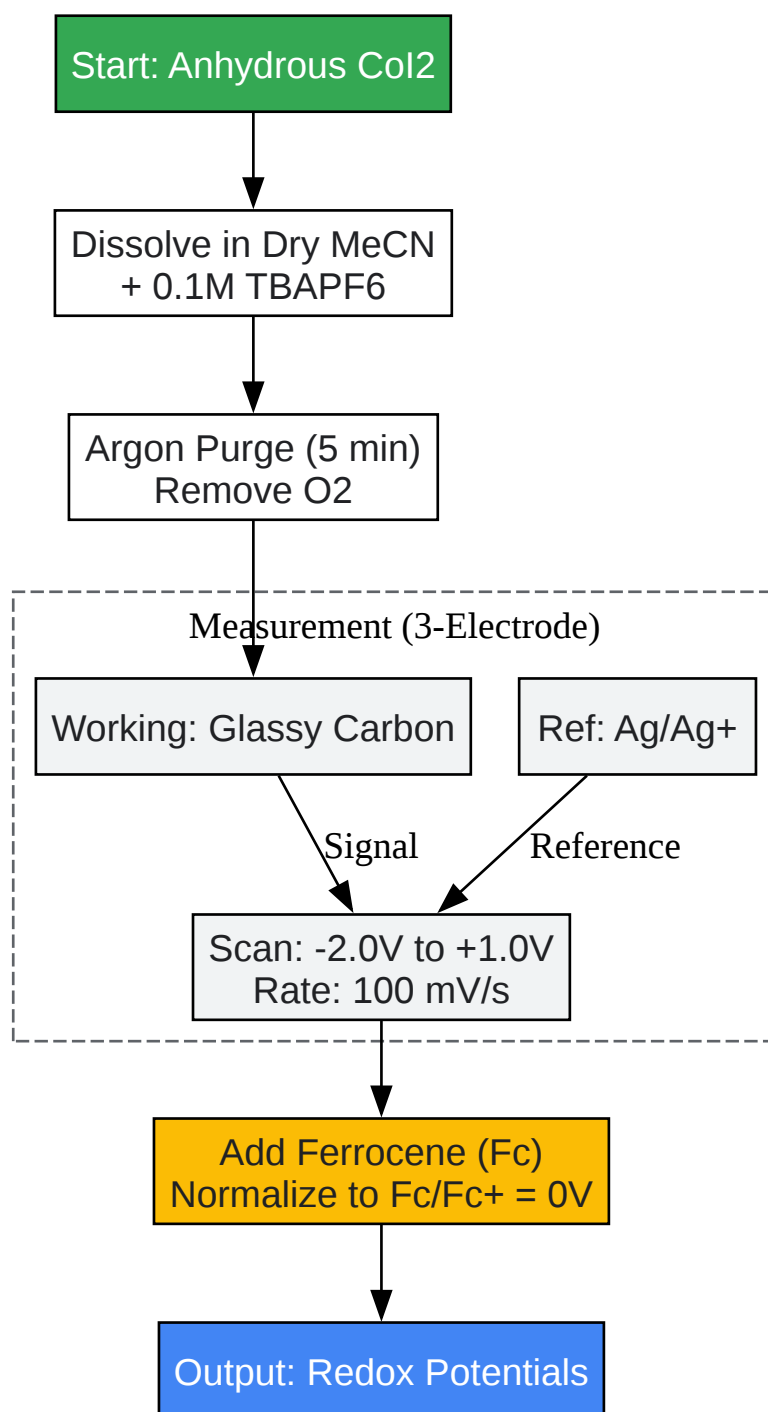 Start: Anhydrous CoI2
Dissolve in Dry MeCN
+ 0.1M TBAPF6
Argon Purge (5 min)
Remove O2
Measurement (3-Electrode)
Working: Glassy Carbon
Ref: Ag/Ag+
Signal
Reference
Scan: -2.0V to +1.0V
Rate: 100 mV/s
Add Ferrocene (Fc)
Normalize to Fc/Fc+ = 0V
Output: Redox Potentials